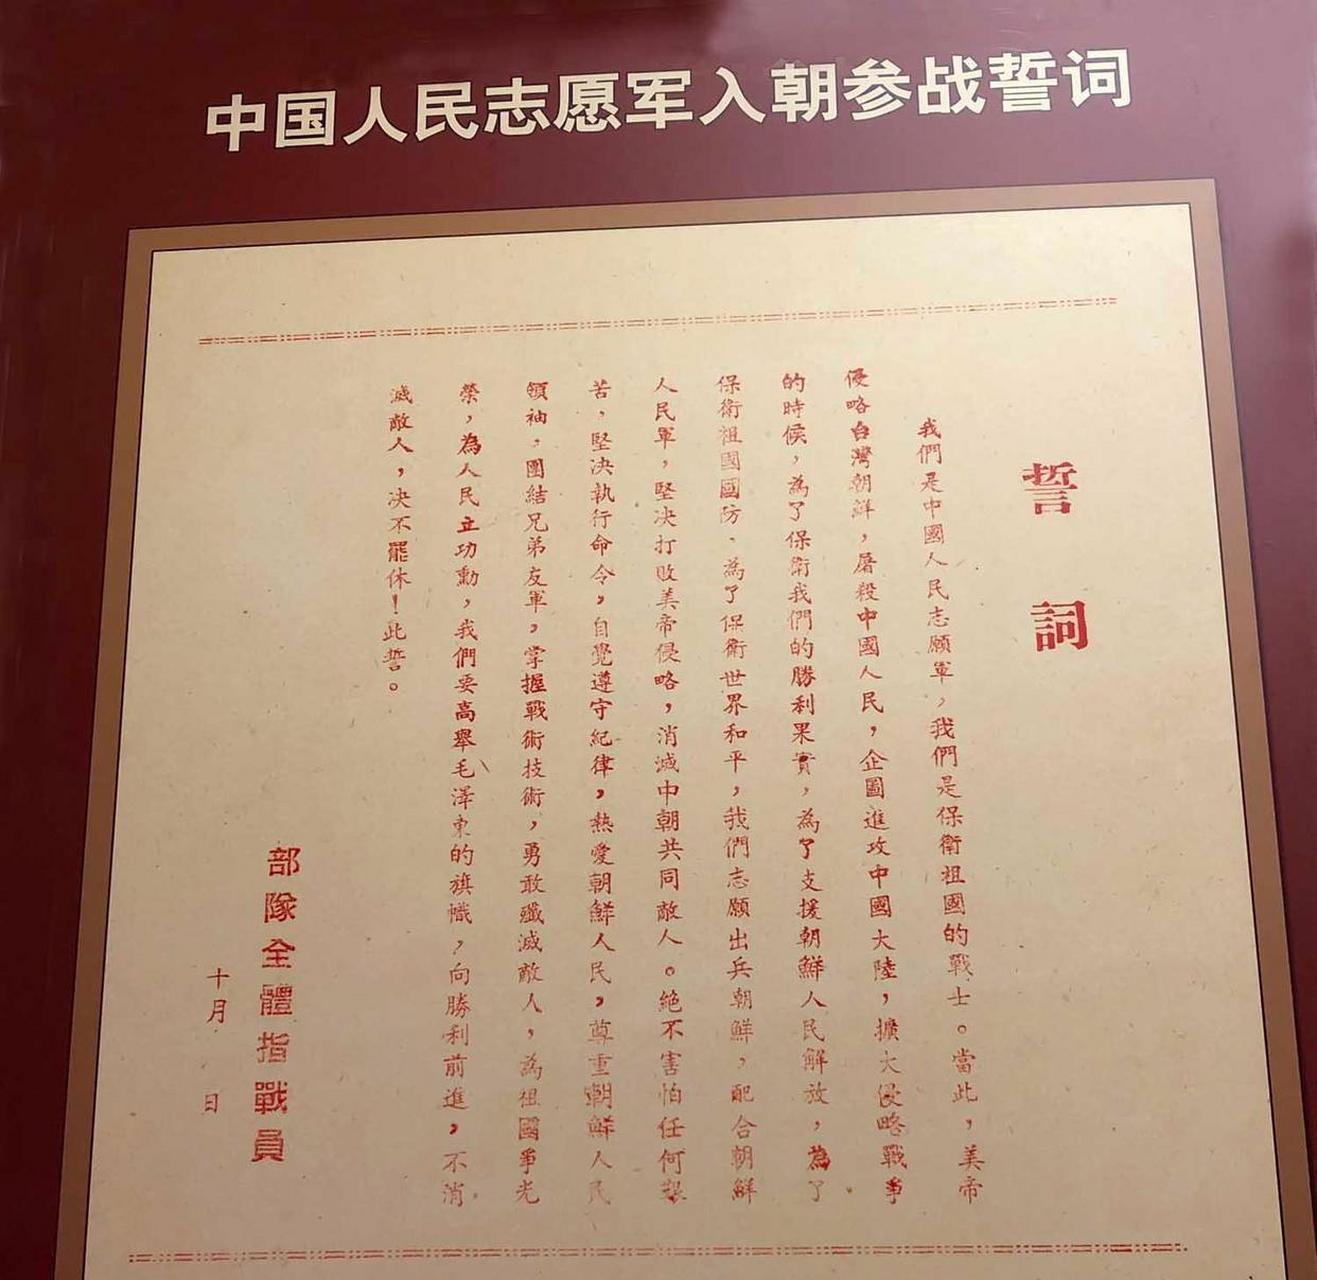 中国人民志愿军入朝参战誓词
誓詞
我們是中國人民志願軍，我們是保衛祖國的戰士。當此，美帝
侵略台灣朝鮮，屠殺中國人民，企圖進攻中國大陸，擴大侵略戰爭
的時候，為了保衛我們的勝利果實，為了支援朝鮮人民解放，為了
保衛祖國國防、為了保衛世界和平，我們志願出兵朝鮮，配合朝鮮
人民軍，堅決打敗美帝侵略，消滅中朝共同敵人。絕不害怕任何艱
苦，堅決執行命令，自覺遵守紀律，熱愛朝鮮人民，尊重朝鮮人民
領袖，團結兄弟友軍，掌握戰術技術，勇敢殲滅敵人，為祖國爭光
榮，為人民立功勳，我們要高舉毛澤東的旗幟，向勝利前進，不消
滅敵人，决不罷休！此誓。
部隊全體指戰員
十月　日